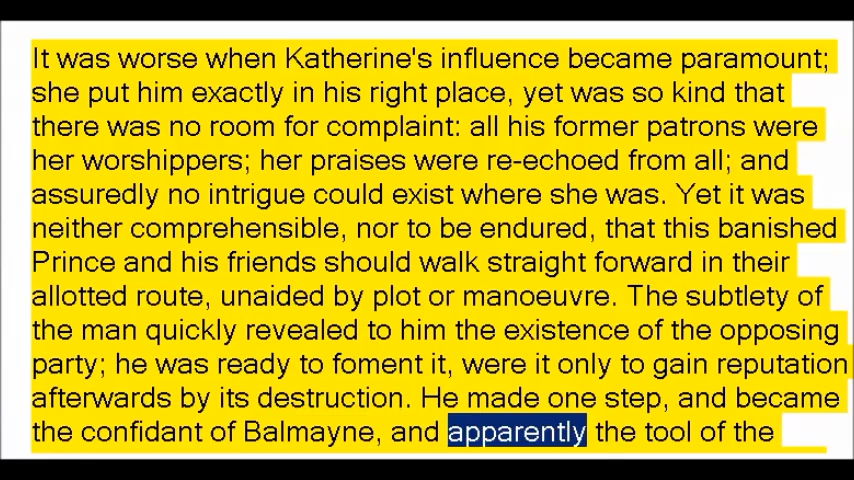 It was worse when Katherine's influence became paramount;
she put him exactly in his right place, yet was so kind that
there was no room for complaint: all his former patrons were
her worshippers; her praises were re-echoed from all; and
assuredly no intrigue could exist where she was. Yet it was
neither comprehensible, nor to be endured, that this banished
Prince and his friends should walk straight forward in their
allotted route, unaided by plot or manoeuvre. The subtlety of
the man quickly revealed to him the existence of the opposing
party; he was ready to foment it, were it only to gain reputation
afterwards by its destruction. He made one step, and became
the confidant of Balmayne, and apparently the tool of the